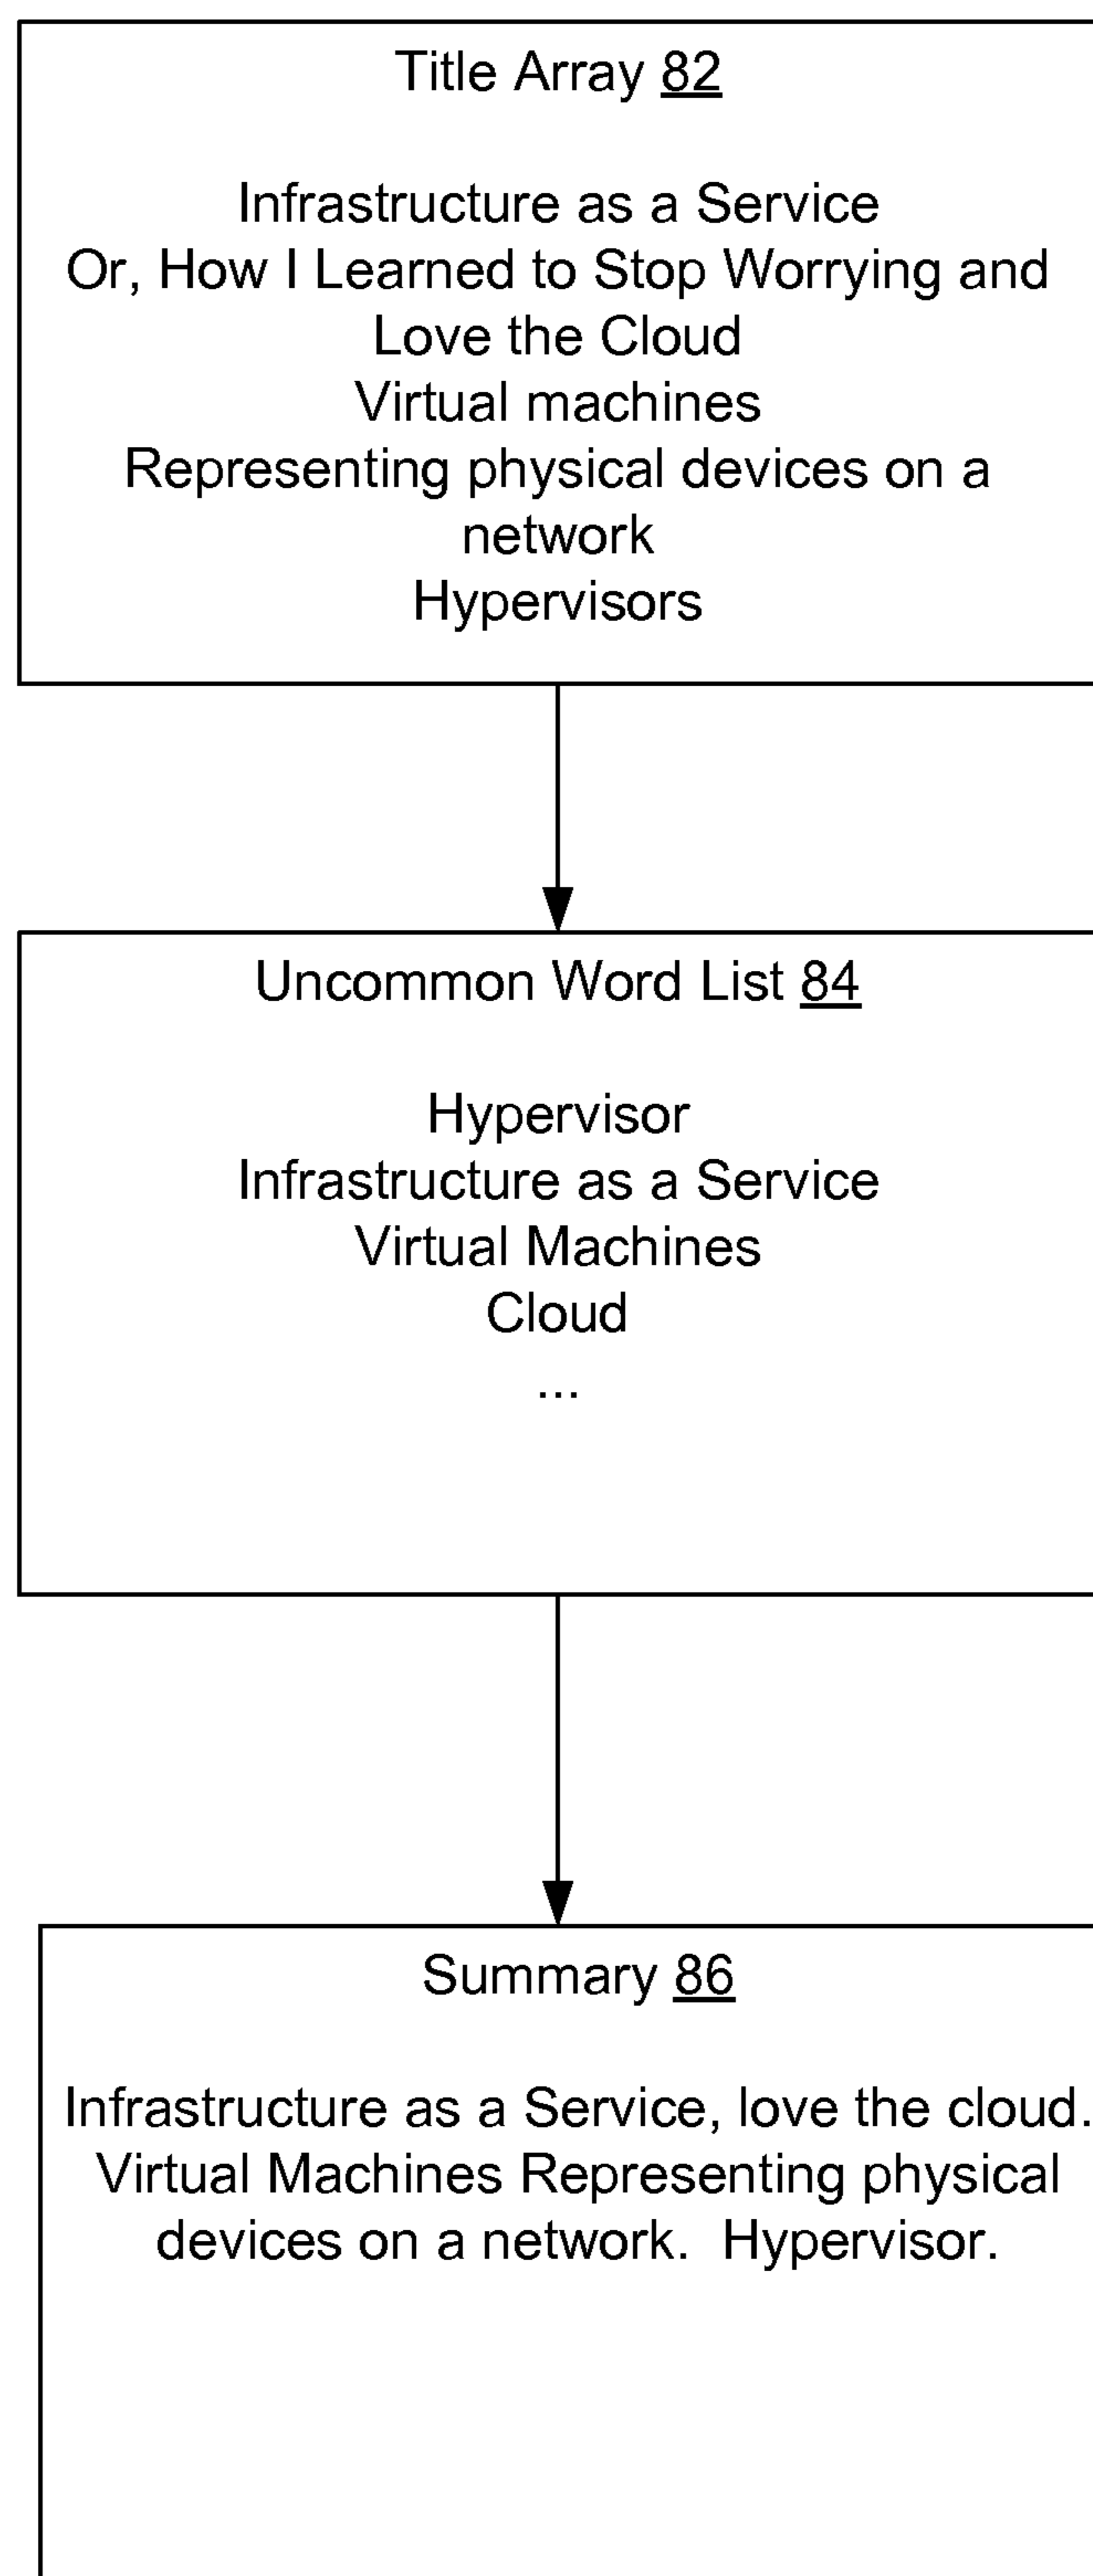 Title Array 82
Infrastructure as a Service
Or, How I Learned to Stop Worrying and
Love the Cloud
Virtual machines
Representing physical devices on a
network
Hypervisors
Uncommon Word List 84
Hypervisor
Infrastructure as a Service
Virtual Machines
Cloud
...
Summary 86
Infrastructure as a Service, love the cloud.
Virtual Machines Representing physical
devices on a network.  Hypervisor.